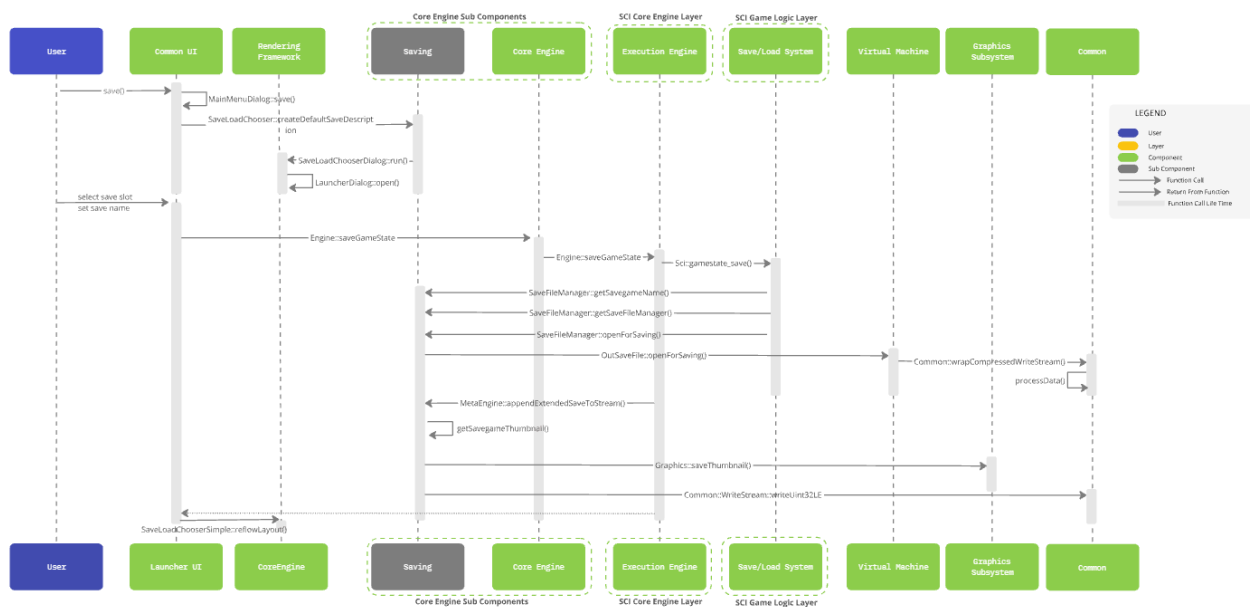 Core Engine Sub Components
SCI Core Engine Layer
SCI Game Logic Layer
User
Common UI
Rendering
Framework
Saving
Core Engine
Execution Engine
Save/Load System
Virtual Machine
Graphics
Subsystem
Common
save()
MainMenuDialog::save()
SaveLoadChooser::createDefaultSaveDescript
ion
SaveLoadChooserDialog::run()
LauncherDialog::open()
select save slot
set save name
Engine::saveGameState
Engine::saveGameState
Sci::gamestate_save()
SaveFileManager::getSavegameName()
SaveFileManager::getSaveFileManager()
SaveFileManager::openForSaving()
OutSaveFile::openForSaving()
Common::wrapCompressedWriteStream()
processData()
MetaEngine::appendExtendedSaveToStream()
getSavegameThumbnail()
Graphics::saveThumbnail()
Common::WriteStream::writeUint32LE
SaveLoadChooserSimple::reflowLayout()
LEGEND
User
Layer
Component
Sub Component
Function Call
Return From Function
Function Call Life Time
User
Launcher UI
CoreEngine
Saving
Core Engine
Execution Engine
Save/Load System
Virtual Machine
Graphics
Subsystem
Common
Core Engine Sub Components
SCI Core Engine Layer
SCI Game Logic Layer